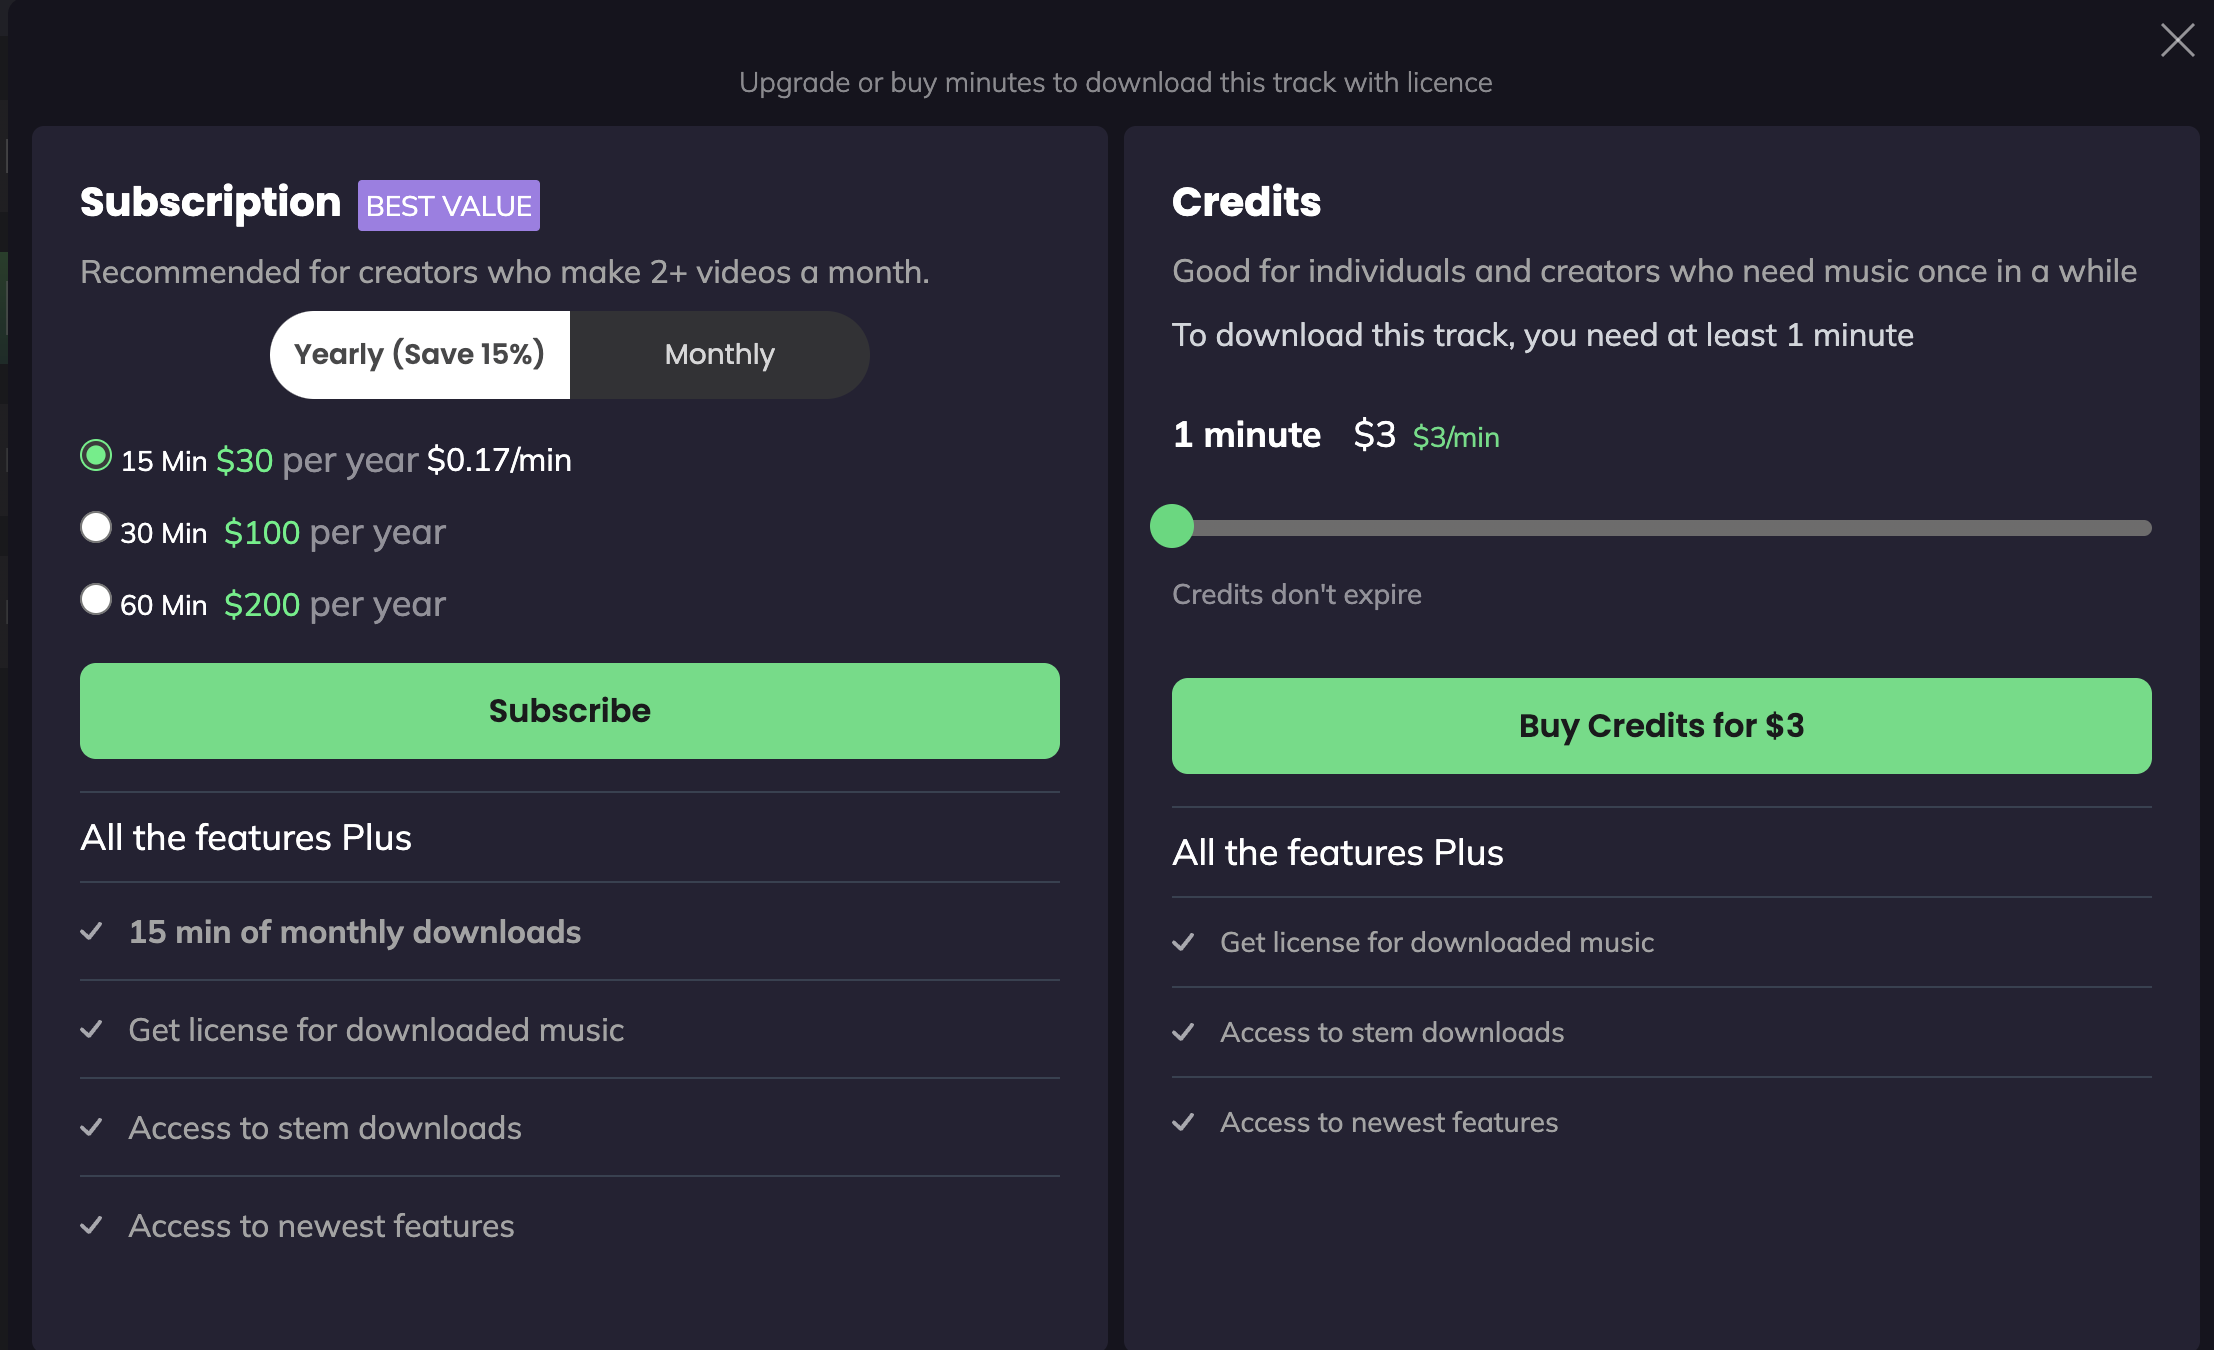 Upgrade or buy minutes to download this track with licence
Subscription BEST VALUE
Recommended for creators who make 2+ videos a month.
Yearly (Save 15%) Monthly
15 Min $30 per year $0.17/min
30 Min $100 per year
60 Min $200 per year
Subscribe
All the features Plus
15 min of monthly downloads
Get license for downloaded music
Access to stem downloads
Access to newest features
Credits
Good for individuals and creators who need music once in a while
To download this track, you need at least 1 minute
1 minute $3 $3/min
Credits don't expire
Buy Credits for $3
All the features Plus
Get license for downloaded music
Access to stem downloads
Access to newest features